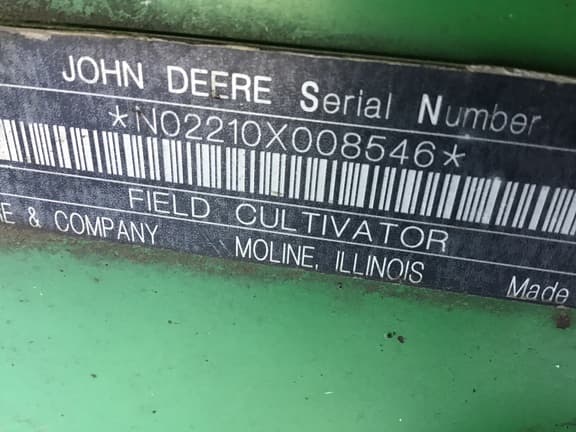 JOHN DEERE Serial Number
*N02210X008546*
FIELD CULTIVATOR
& COMPANY MOLINE, ILLINOIS Made